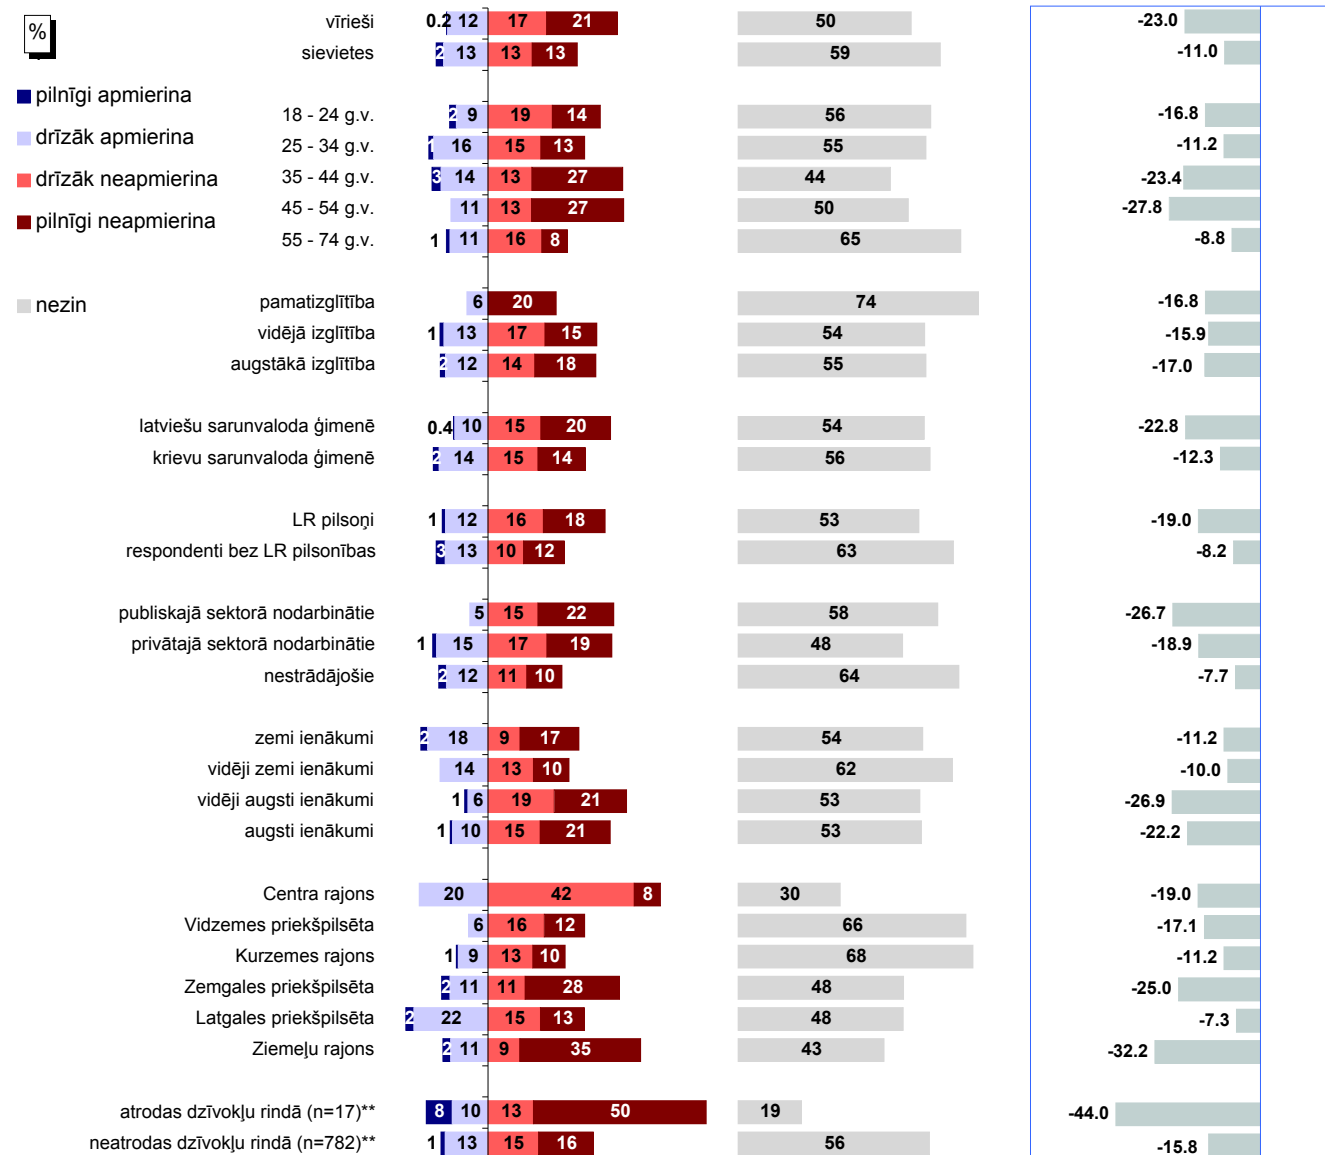 %
pilnīgi apmierina
drīzāk apmierina
drīzāk neapmierina
pilnīgi neapmierina
nezin
vīrieši 0.2 12 17 21 50 -23.0
sievietes 2 13 13 13 59 -11.0
18 - 24 g.v. 2 9 19 14 56 -16.8
25 - 34 g.v. 1 16 15 13 55 -11.2
35 - 44 g.v. 3 14 13 27 44 -23.4
45 - 54 g.v. 11 13 27 50 -27.8
55 - 74 g.v. 1 11 16 8 65 -8.8
pamatizglītība 6 20 74 -16.8
vidējā izglītība 1 13 17 15 54 -15.9
augstākā izglītība 2 12 14 18 55 -17.0
latviešu sarunvaloda ģimenē 0.4 10 15 20 54 -22.8
krievu sarunvaloda ģimenē 2 14 15 14 56 -12.3
LR pilsoņi 1 12 16 18 53 -19.0
respondenti bez LR pilsonības 3 13 10 12 63 -8.2
publiskajā sektorā nodarbinātie 5 15 22 58 -26.7
privātajā sektorā nodarbinātie 1 15 17 19 48 -18.9
nestrādājošie 2 12 11 10 64 -7.7
zemi ienākumi 2 18 9 17 54 -11.2
vidēji zemi ienākumi 14 13 10 62 -10.0
vidēji augsti ienākumi 1 6 19 21 53 -26.9
augsti ienākumi 1 10 15 21 53 -22.2
Centra rajons 20 42 8 30 -19.0
Vidzemes priekšpilsēta 6 16 12 66 -17.1
Kurzemes rajons 1 9 13 10 68 -11.2
Zemgales priekšpilsēta 2 11 11 28 48 -25.0
Latgales priekšpilsēta 2 22 15 13 48 -7.3
Ziemeļu rajons 2 11 9 35 43 -32.2
atrodas dzīvokļu rindā (n=17)** 8 10 13 50 19 -44.0
neatrodas dzīvokļu rindā (n=782)** 1 13 15 16 56 -15.8